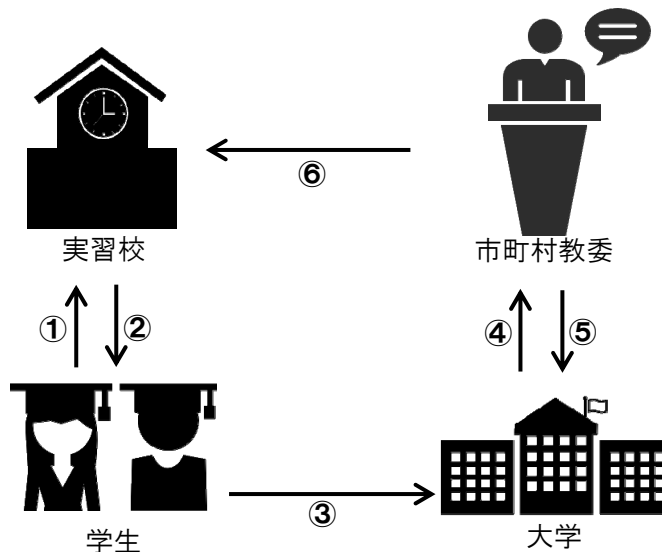 ⑥
実習校
市町村教委
①
②
④
⑤
③
学生
大学